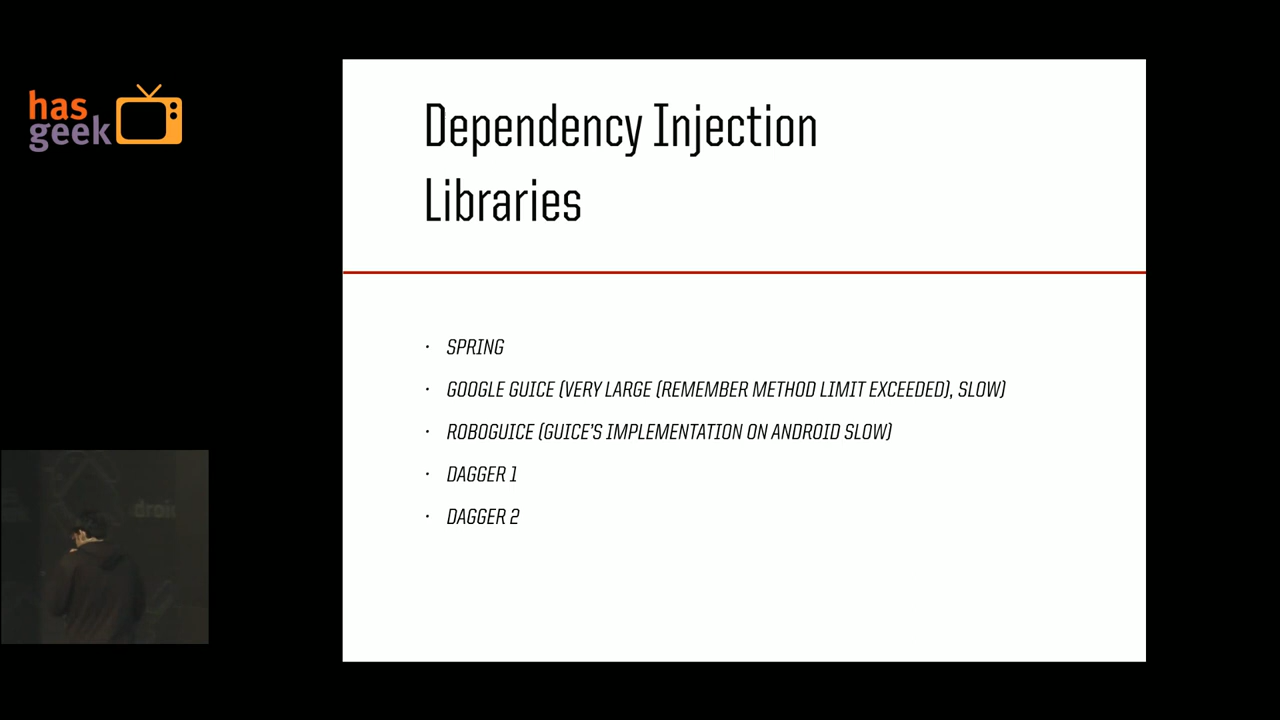 has
geek
Dependency Injection
Libraries
• SPRING
• GOOGLE GUICE (VERY LARGE (REMEMBER METHOD LIMIT EXCEEDED), SLOW)
• ROBOGUICE (GUICE'S IMPLEMENTATION ON ANDROID SLOW)
• DAGGER 1
• DAGGER 2
droid